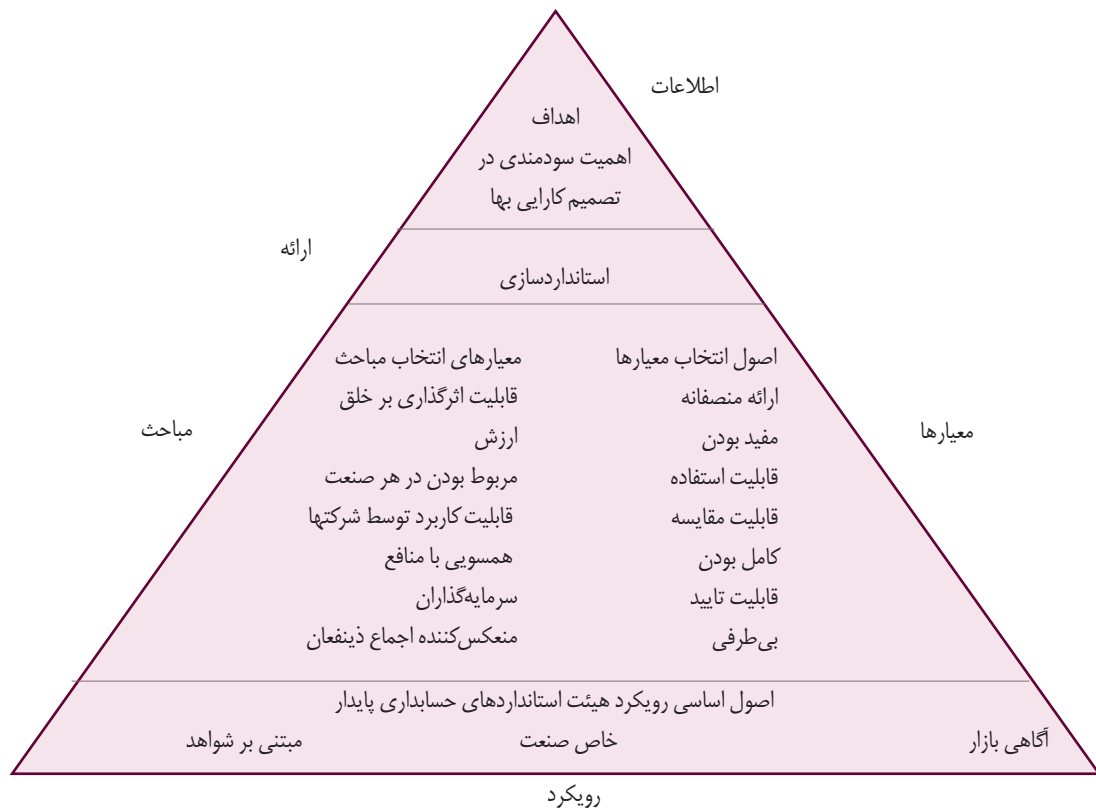 اطلاعات
اهداف
اهمیت سودمندی در
تصمیم کارایی بها
ارائه
استانداردسازی
اصول انتخاب معیارها
ارائه منصفانه
مفید بودن
قابلیت استفاده
قابلیت مقایسه
کامل بودن
قابلیت تایید
بی‌طرفی
معیارهای انتخاب مباحث
قابلیت اثرگذاری بر خلق
ارزش
مربوط بودن در هر صنعت
قابلیت کاربرد توسط شرکتها
همسویی با منافع
سرمایه‌گذاران
منعکس‌کننده اجماع ذینفعان
معیارها
مباحث
اصول اساسی رویکرد هیئت استانداردهای حسابداری پایدار
آگاهی بازار
خاص صنعت
مبتنی بر شواهد
رویکرد